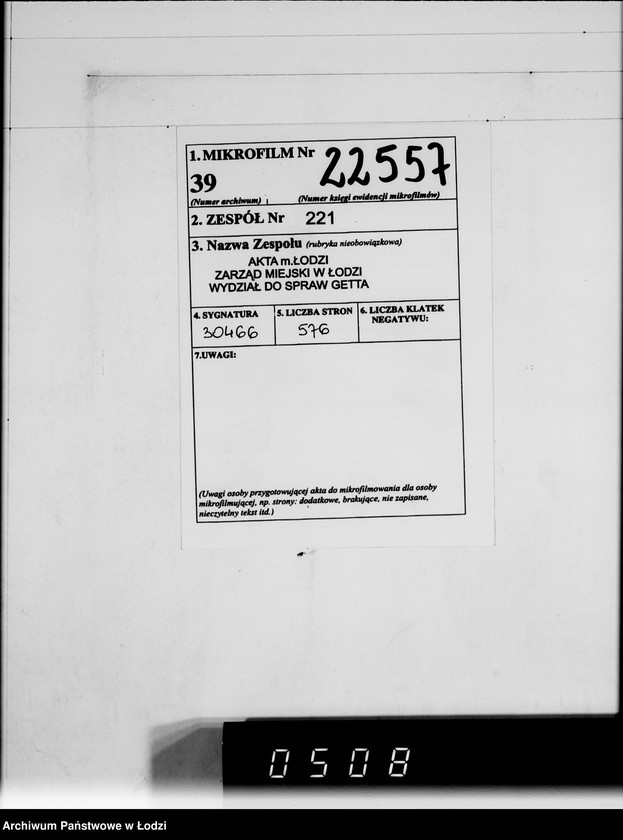 1. MIKROFILM Nr 22557
39
(Numer archiwum) (Numer księgi ewidencji mikrofilmów)
2. ZESPÓŁ Nr 221
3. Nazwa Zespołu (rubryka nieobowiązkowa)
AKTA m.ŁODZI
ZARZĄD MIEJSKI W ŁODZI
WYDZIAŁ DO SPRAW GETTA
4. SYGNATURA 5. LICZBA STRON 6. LICZBA KLATEK
NEGATYWU:
30466 576
7.UWAGI:
(Uwagi osoby przygotowującej akta do mikrofilmowania dla osoby
mikrofilmującej, np. strony: dodatkowe, brakujące, nie zapisane,
nieczytelny tekst itd.)
0508
Archiwum Państwowe w Łodzi